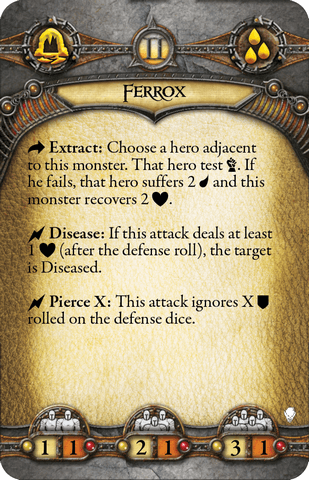 II
FERROX
Extract: Choose a hero adjacent
to this monster. That hero test . If
he fails, that hero suffers 2 and this
monster recovers 2 .
Disease: If this attack deals at least
1 (after the defense roll), the target
is Diseased.
Pierce X: This attack ignores X
rolled on the defense dice.
1 1 2 1 3 1